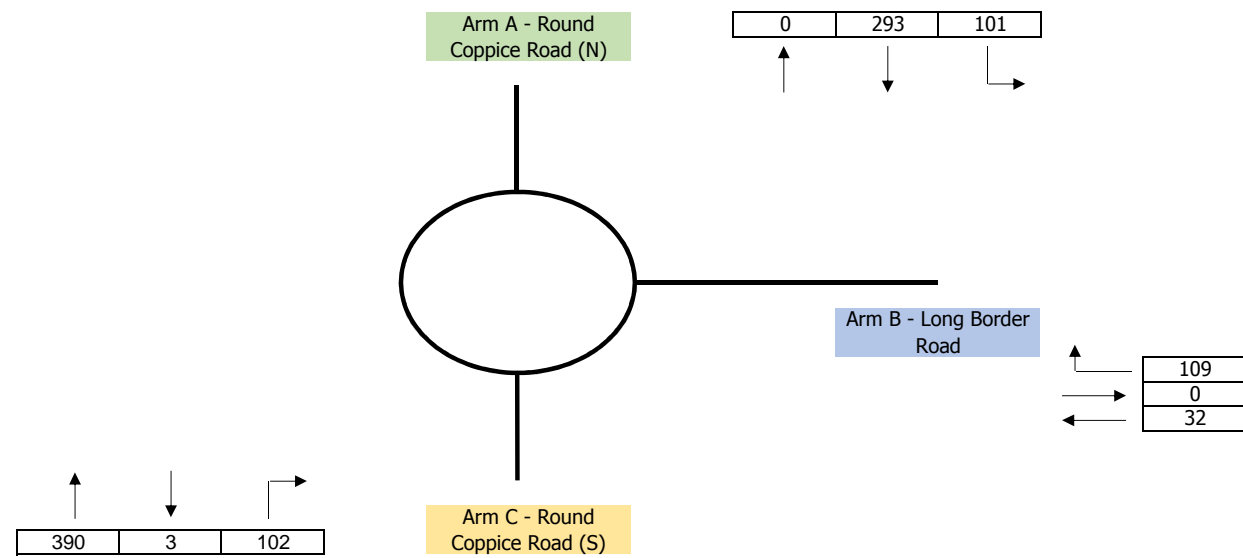 Arm A - Round
Coppice Road (N)
0 293 101
Arm B - Long Border
Road
109
0
32
Arm C - Round
Coppice Road (S)
390 3 102